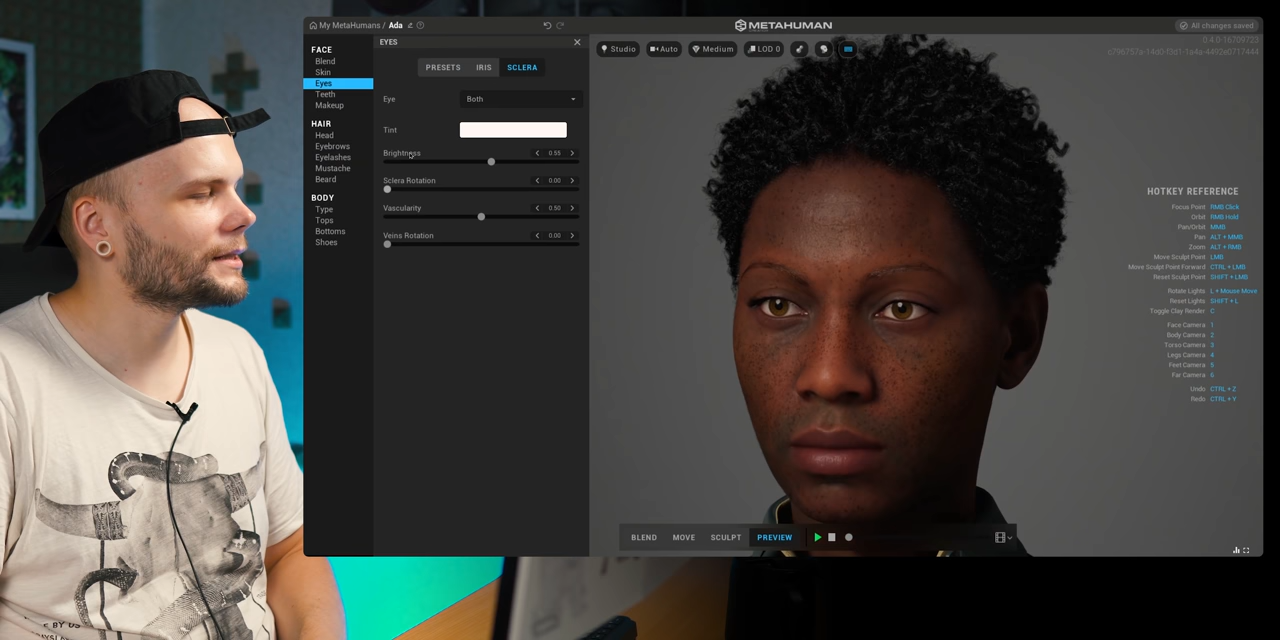 My MetaHumans / Ada
METAHUMAN
All changes saved
FACE
Blend
Skin
Eyes
Teeth
Makeup
HAIR
Head
Eyebrows
Eyelashes
Mustache
Beard
BODY
Type
Tops
Bottoms
Shoes
EYES
PRESETS IRIS SCLERA
Eye Both
Tint
Brightness 0.55
Sclera Rotation 0.00
Vascularity 0.50
Veins Rotation 0.00
Studio Auto Medium LOD 0
HOTKEY REFERENCE
Focus Point RMB Click
Orbit RMB Hold
Pan/Orbit MMB
Pan ALT + MMB
Zoom ALT + RMB
Move Sculpt Point LMB
Move Sculpt Point Forward CTRL + LMB
Reset Sculpt Point SHIFT + LMB
Rotate Lights L + Mouse Move
Reset Lights SHIFT + L
Toggle Clay Render C
Face Camera 1
Body Camera 2
Torso Camera 3
Legs Camera 4
Feet Camera 5
Far Camera 6
Undo CTRL + Z
Redo CTRL + Y
BLEND MOVE SCULPT PREVIEW